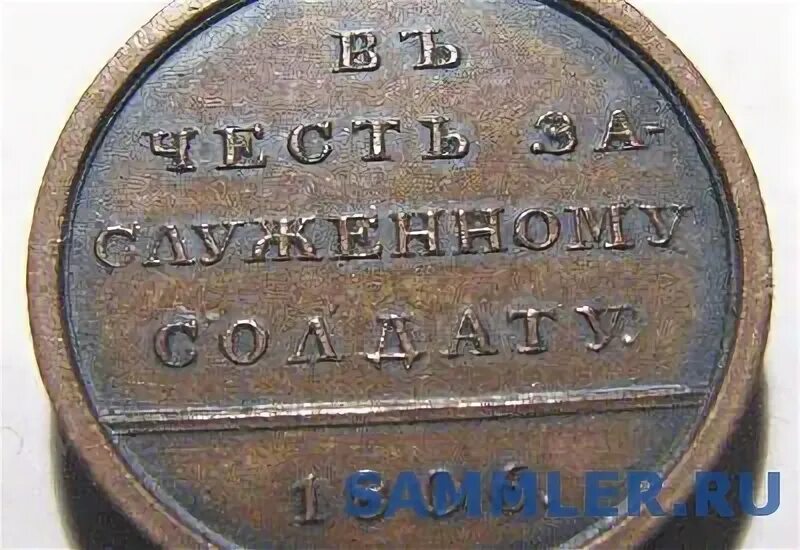 ВЪ
ЧЕСТЬ ЗА-
СЛУЖЕННОМУ
СОЛДАТУ.
SAMMLER.RU